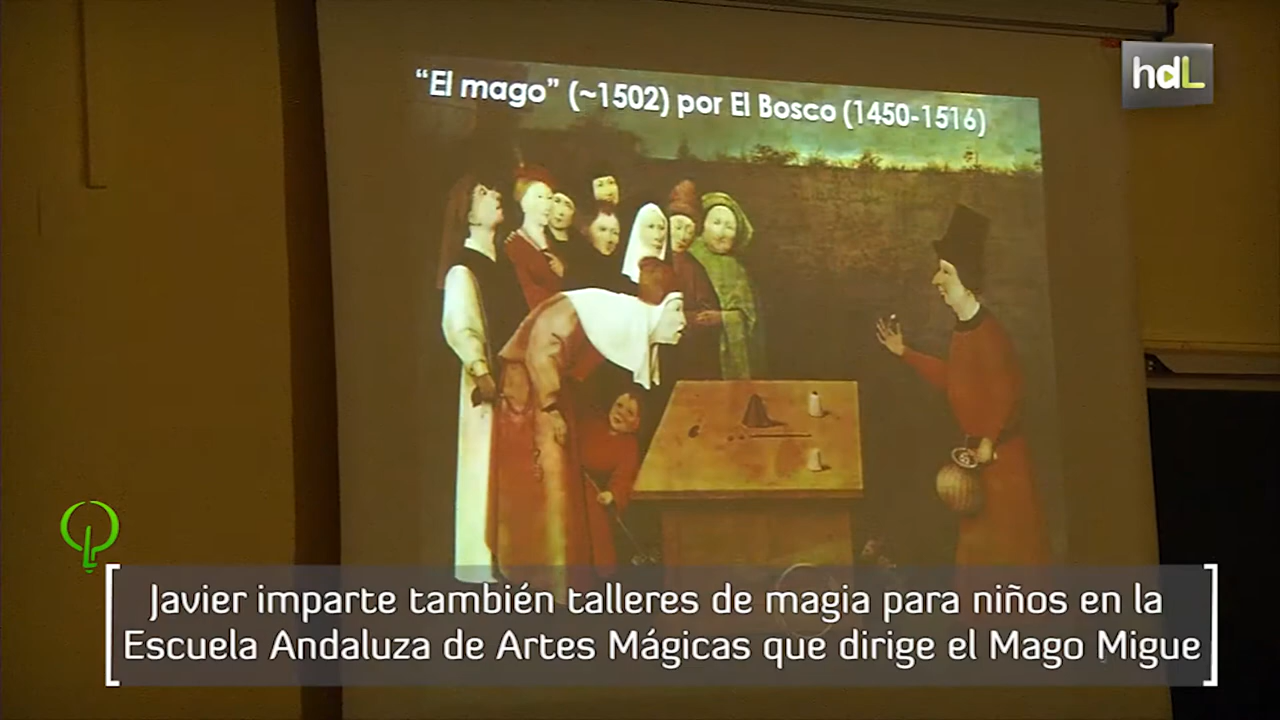 hdL
“El mago” (~1502) por El Bosco (1450-1516)
Javier imparte también talleres de magia para niños en la
Escuela Andaluza de Artes Mágicas que dirige el Mago Migue